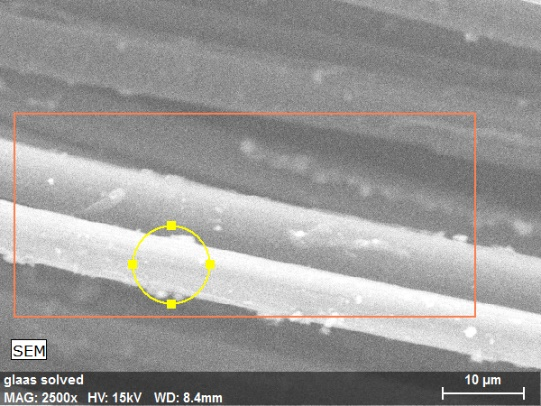 SEM
glaas solved
10 µm
MAG: 2500x HV: 15kV WD: 8.4mm